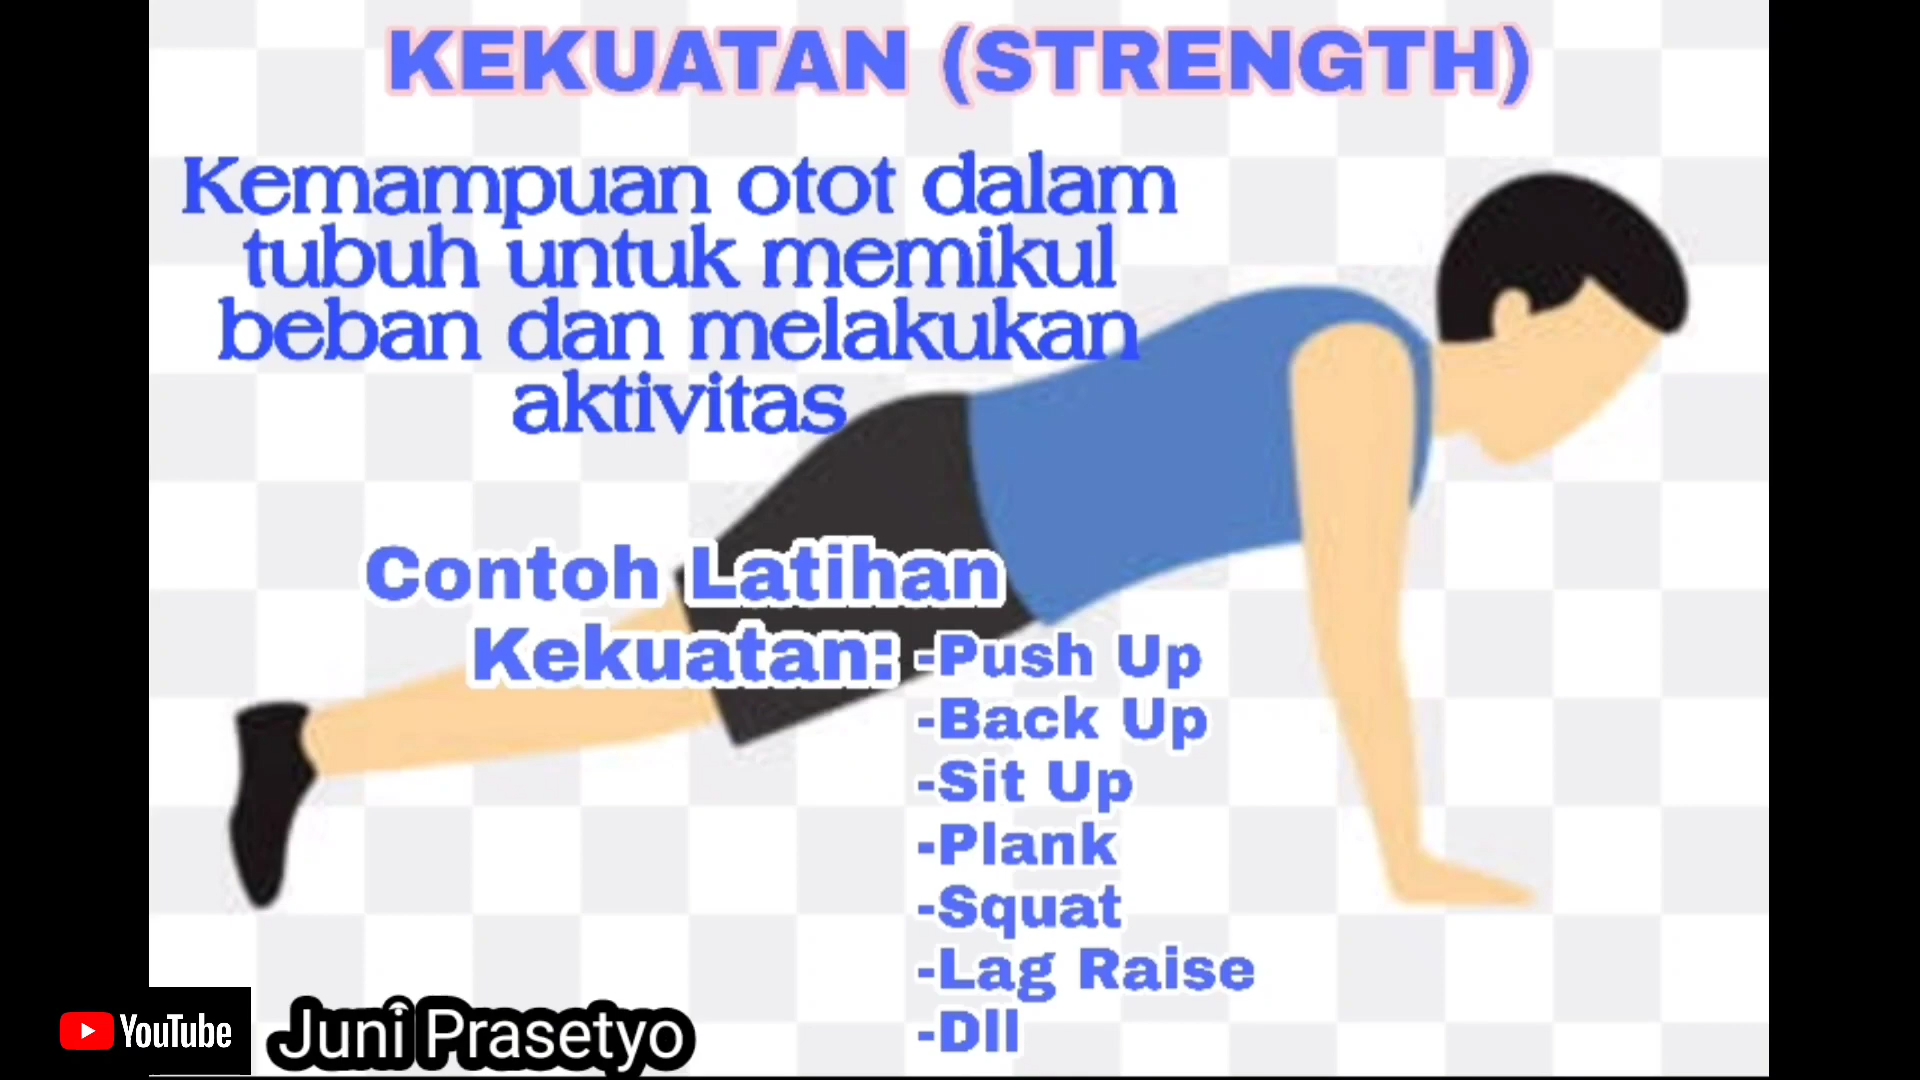 KEKUATAN (STRENGTH)
Kemampuan otot dalam
tubuh untuk memikul
beban dan melakukan
aktivitas
Contoh Latihan
Kekuatan:
-Push Up
-Back Up
-Sit Up
-Plank
-Squat
-Lag Raise
-Dll
YouTube
Juni Prasetyo